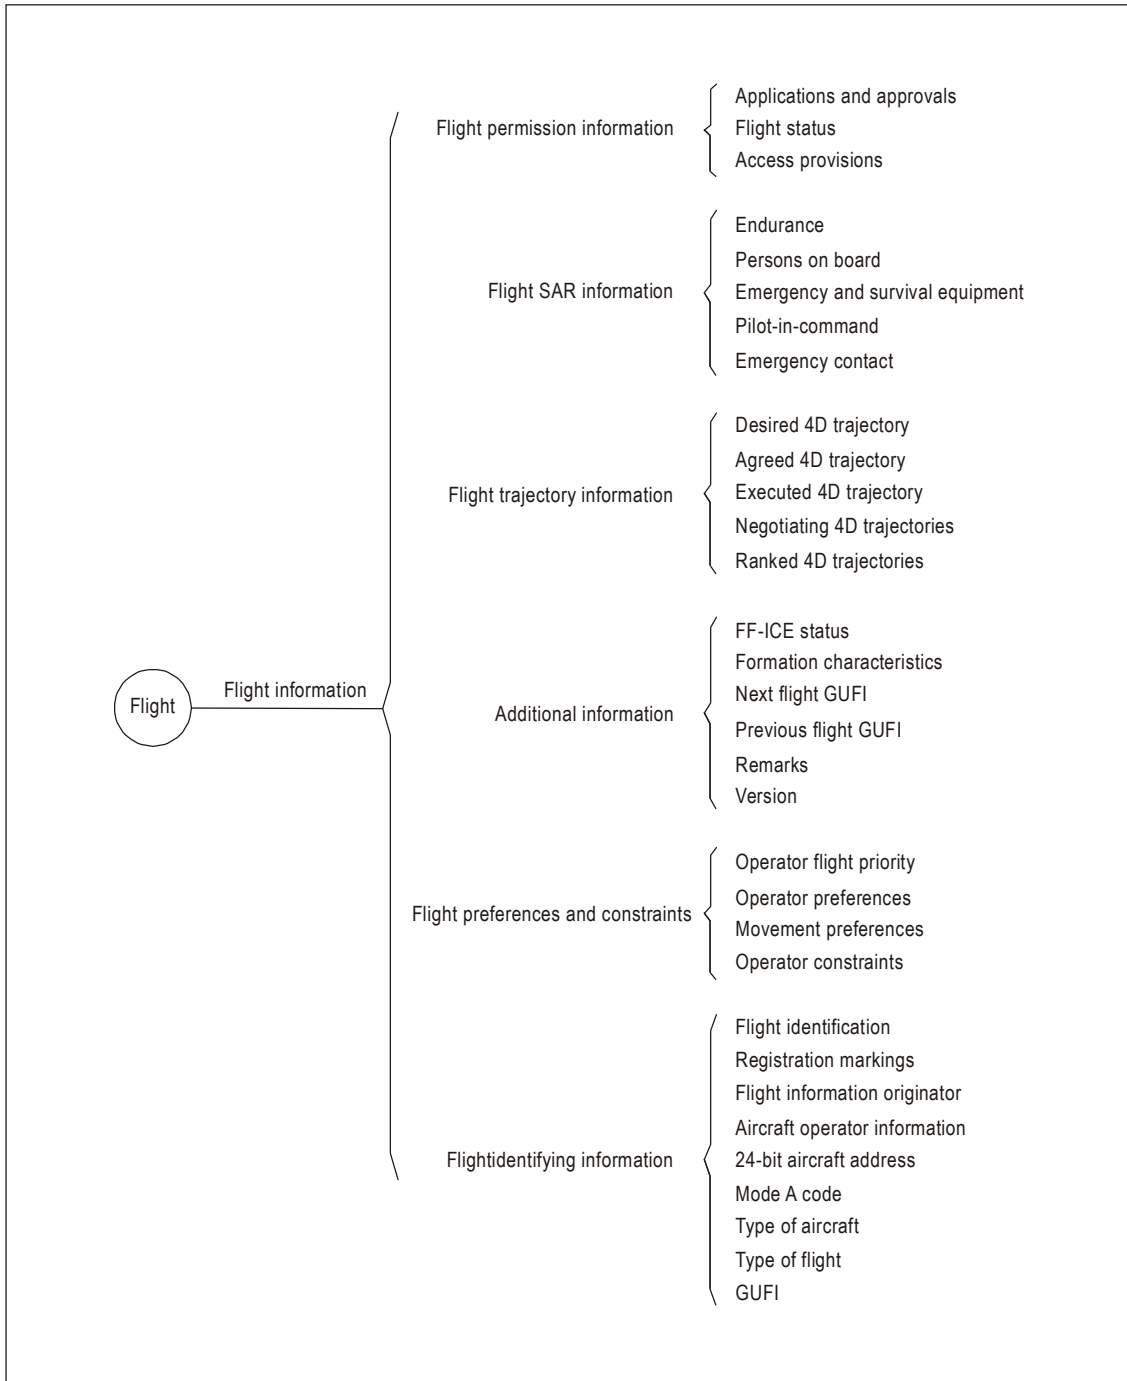 Flight
Flight information
Flight permission information
Applications and approvals
Flight status
Access provisions
Flight SAR information
Endurance
Persons on board
Emergency and survival equipment
Pilot-in-command
Emergency contact
Flight trajectory information
Desired 4D trajectory
Agreed 4D trajectory
Executed 4D trajectory
Negotiating 4D trajectories
Ranked 4D trajectories
Additional information
FF-ICE status
Formation characteristics
Next flight GUFI
Previous flight GUFI
Remarks
Version
Flight preferences and constraints
Operator flight priority
Operator preferences
Movement preferences
Operator constraints
Flightidentifying information
Flight identification
Registration markings
Flight information originator
Aircraft operator information
24-bit aircraft address
Mode A code
Type of aircraft
Type of flight
GUFI